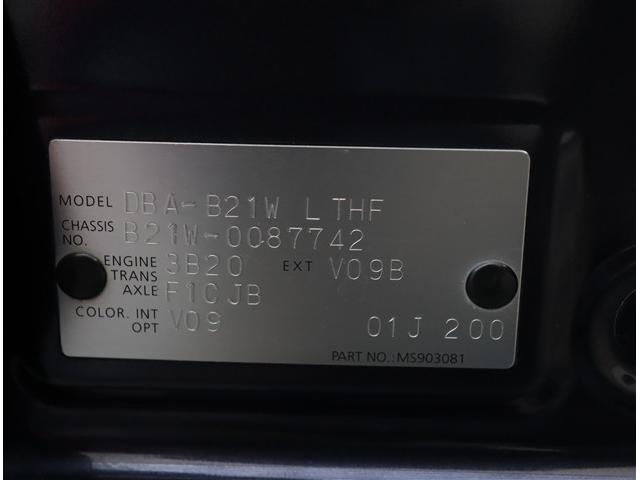 MODEL DBA-B21W LTHF
CHASSIS NO. B21W-0087742
ENGINE 3B20 EXT V09B
TRANS AXLE F1CJB
COLOR. INT OPT V09 01J 200
PART NO.: MS903081